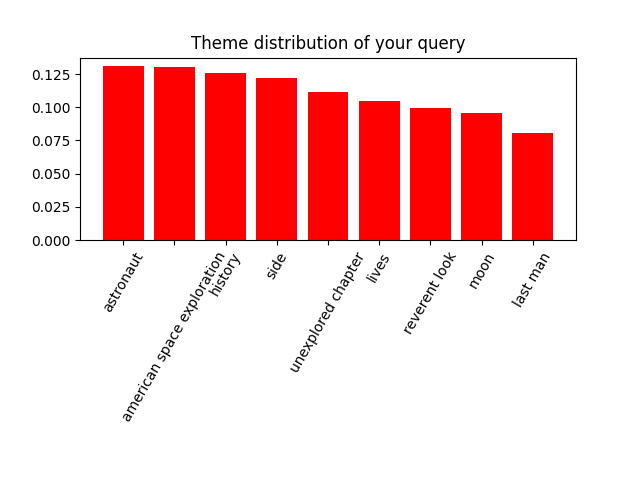 Theme distribution of your query
0.125
0.100
0.075
0.050
0.025
0.000
astronaut
american space exploration
history
side
unexplored chapter
lives
reverent look
moon
last man